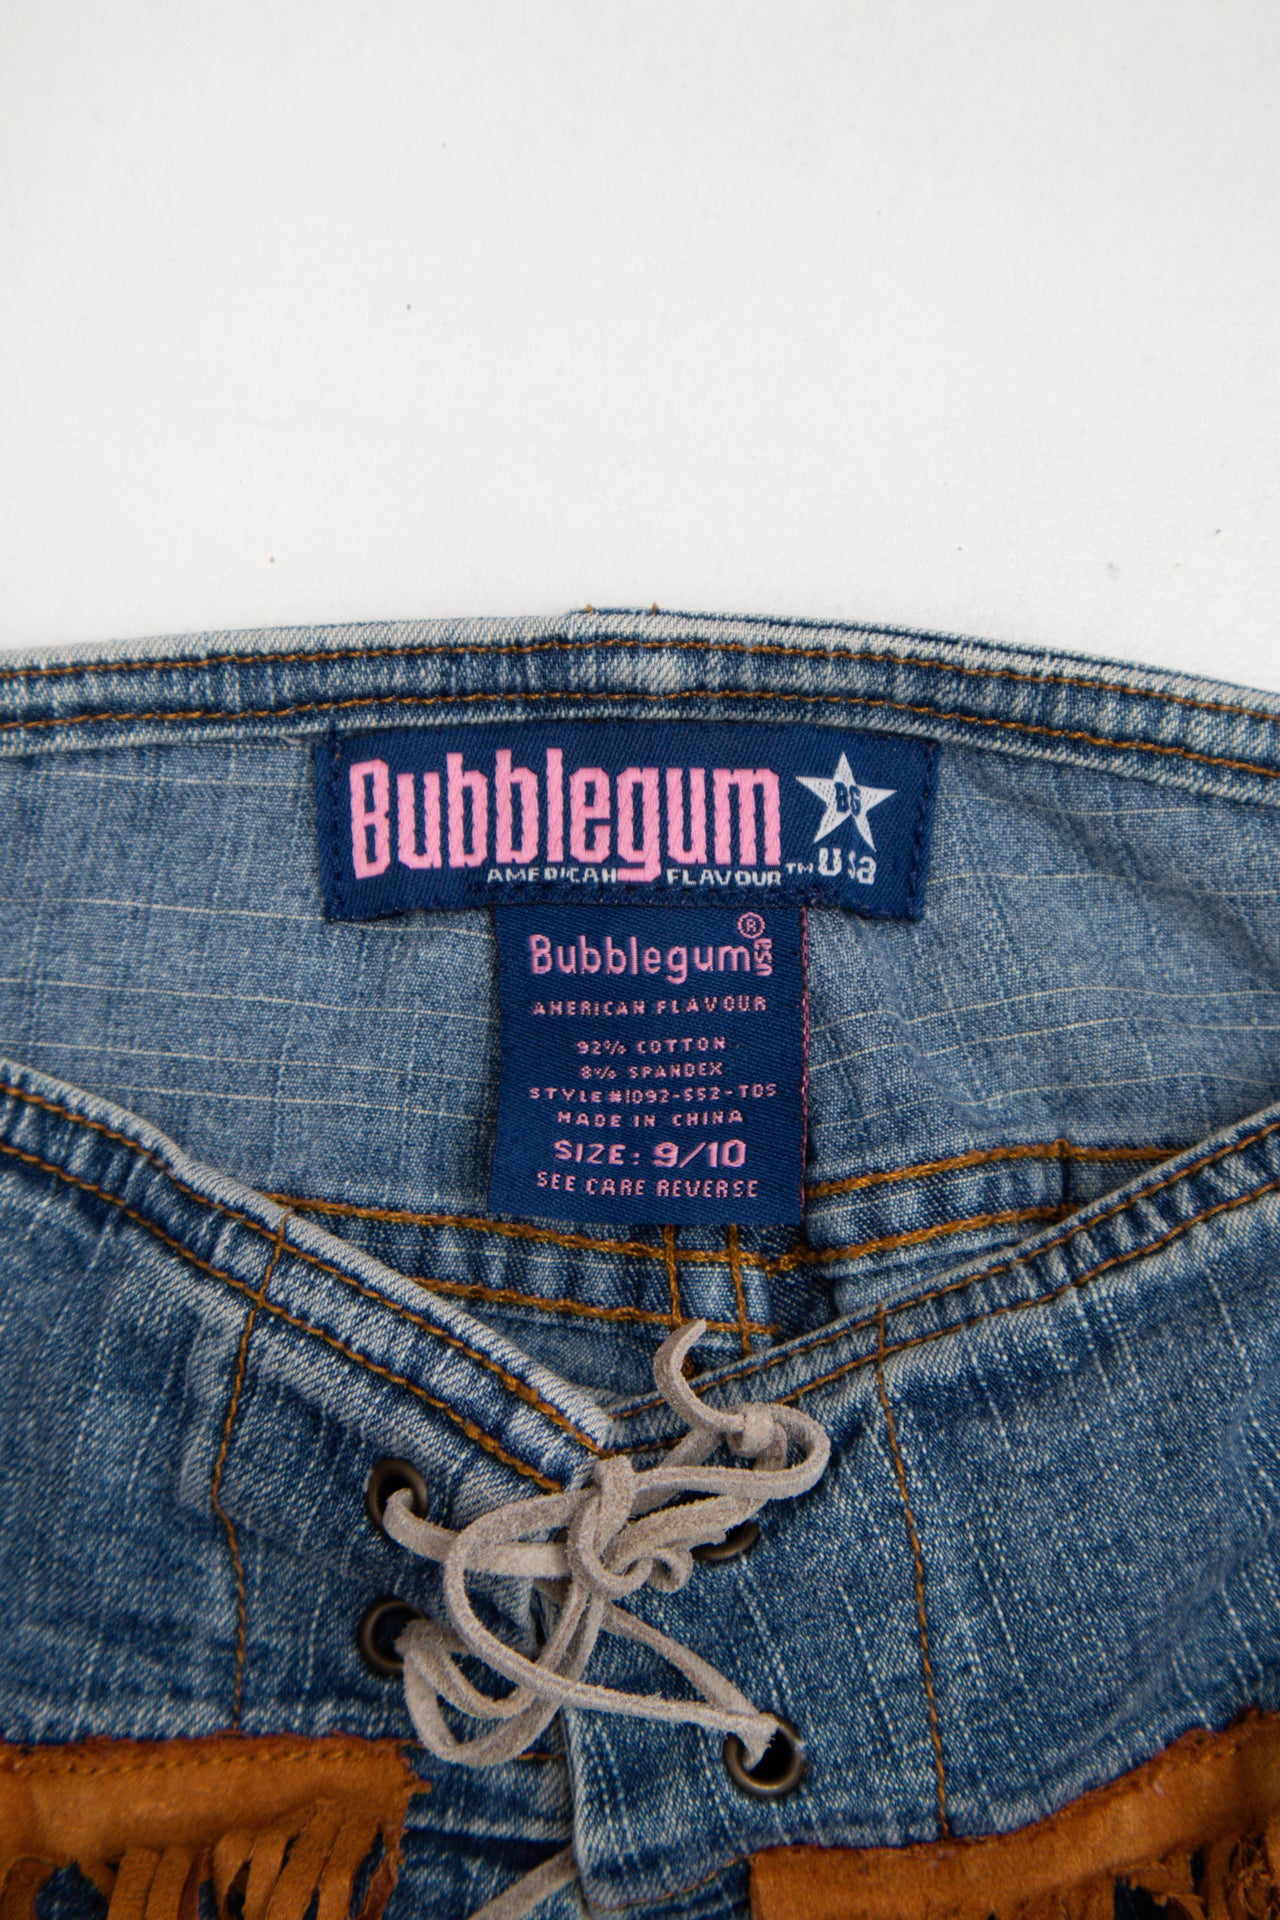 Bubblegum
BG
AMERICAN FLAVOUR™ USa
Bubblegum® usa
AMERICAN FLAVOUR
92% COTTON
8% SPANDEX
STYLE#1092-SS2-TDS
MADE IN CHINA
SIZE: 9/10
SEE CARE REVERSE